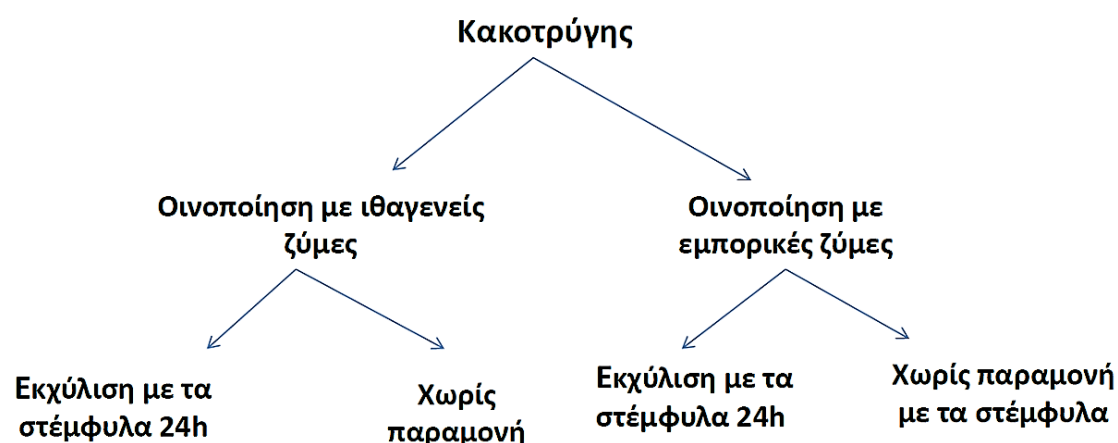 Κακοτρύγης
Οινοποίηση με ιθαγενείς
ζύμες
Οινοποίηση με
εμπορικές ζύμες
Εκχύλιση με τα
στέμφυλα 24h
Χωρίς
παραμονή
Εκχύλιση με τα
στέμφυλα 24h
Χωρίς παραμονή
με τα στέμφυλα